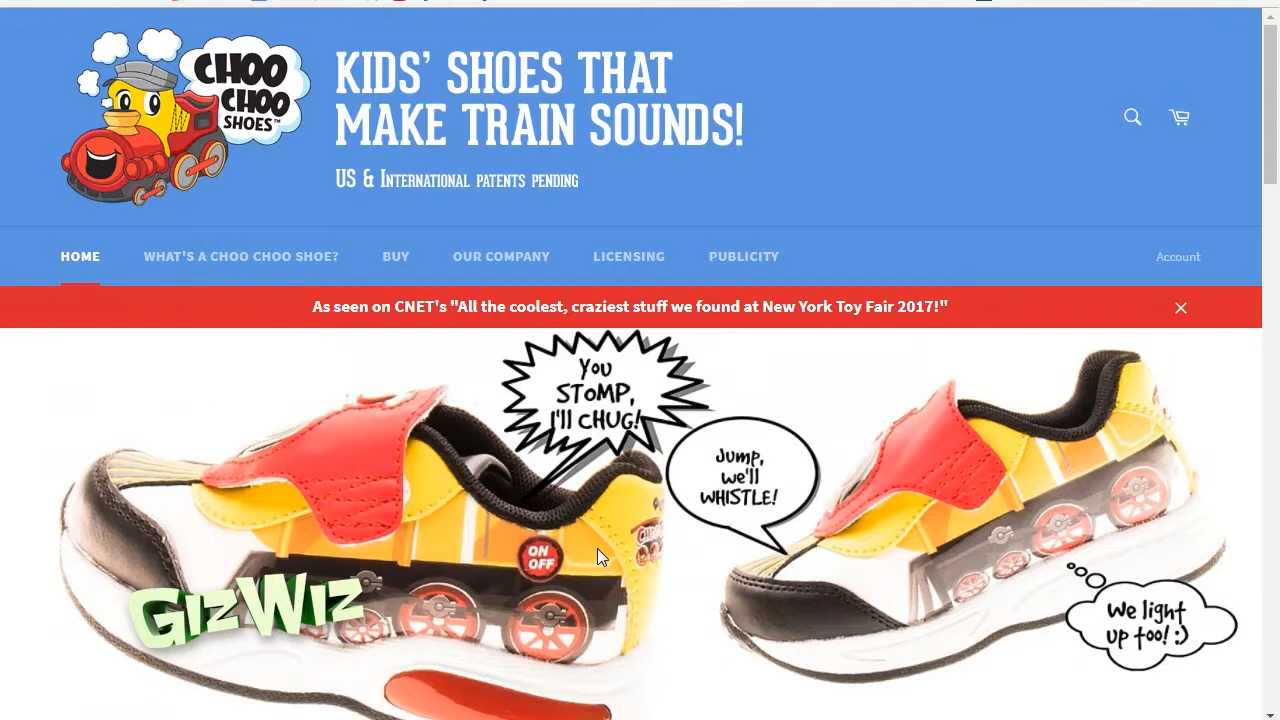 CHOO
CHOO
SHOES™
KIDS' SHOES THAT
MAKE TRAIN SOUNDS!
US & INTERNATIONAL PATENTS PENDING
HOME
WHAT'S A CHOO CHOO SHOE?
BUY
OUR COMPANY
LICENSING
PUBLICITY
Account
As seen on CNET's "All the coolest, craziest stuff we found at New York Toy Fair 2017!"
You
STOMP,
I'll CHUG!
Jump,
we'll
WHISTLE!
ON
OFF
GIZWIZ
We light
up too! :)